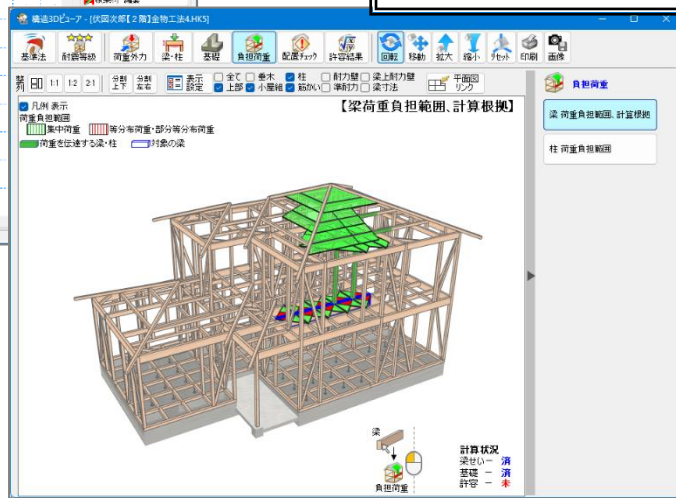 構造3Dビューア - [伏図次郎【２階】金物工法4.HK5]
基準法 耐震等級 荷重外力 梁・柱 基礎 負担荷重 配置チェック 許容結果 回転 移動 拡大 縮小 リセット 印刷 画像
整列 1:1 1:2 2:1 分割上下 分割左右 表示設定 全て 垂木 柱 耐力壁 梁上耐力壁 平面図リンク
上部 小屋組 筋かい 準耐力 梁寸法
凡例 表示
【梁荷重負担範囲、計算根拠】
荷重負担範囲
集中荷重 等分布荷重・部分等分布荷重
荷重を伝達する梁・柱 対象の梁
負担荷重
梁 荷重負担範囲、計算根拠
柱 荷重負担範囲
梁
負担荷重
計算状況
梁せい－ 済
基礎 － 済
許容 － 未